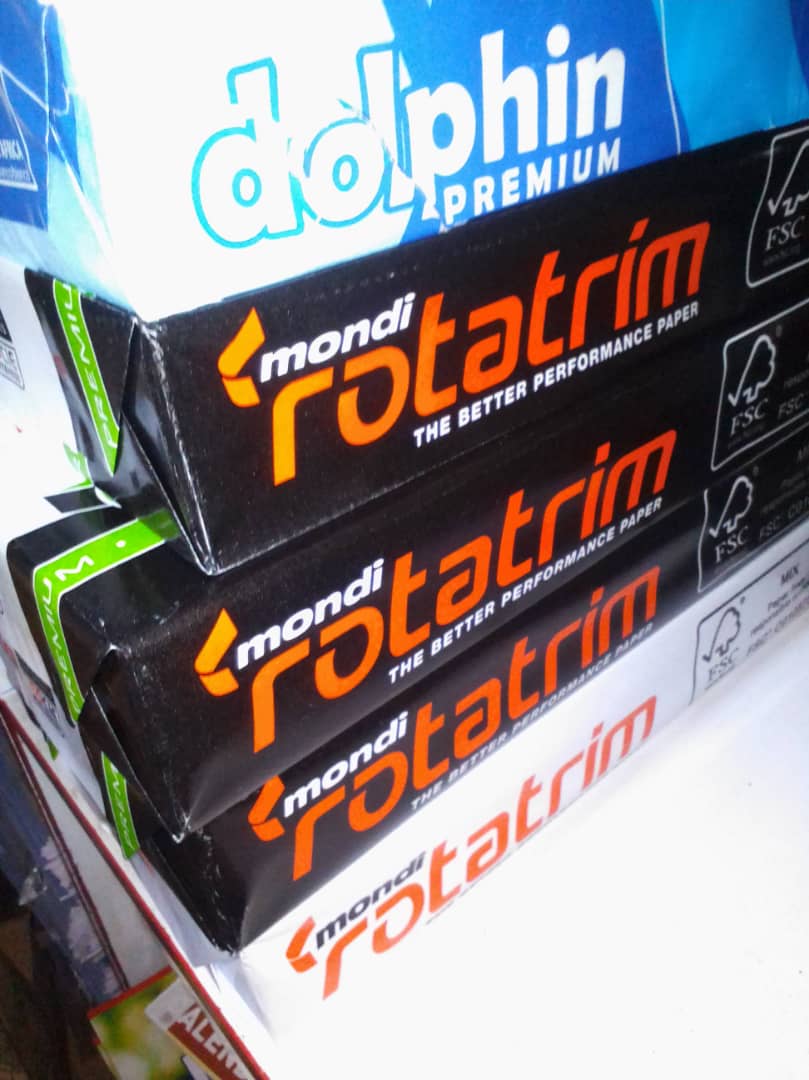 dolphin
PREMIUM
FSC
PREMIUM
mondi
rotatrim
THE BETTER PERFORMANCE PAPER
FSC
PREMIUM
mondi
rotatrim
THE BETTER PERFORMANCE PAPER
FSC
mondi
rotatrim
THE BETTER PERFORMANCE PAPER
MIX
FSC
mondi
rotatrim